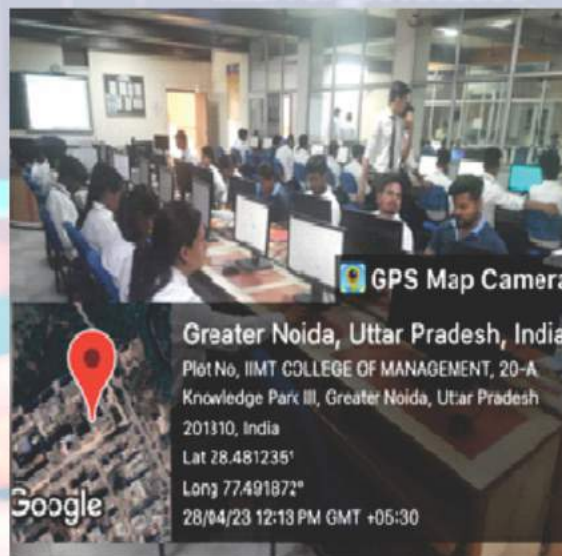 GPS Map Camera
Greater Noida, Uttar Pradesh, India
Plot No, IIMT COLLEGE OF MANAGEMENT, 20-A
Knowledge Park III, Greater Noida, Uttar Pradesh
201310, India
Lat 28.481235°
Long 77.491872°
28/04/23 12:13 PM GMT +05:30
Google